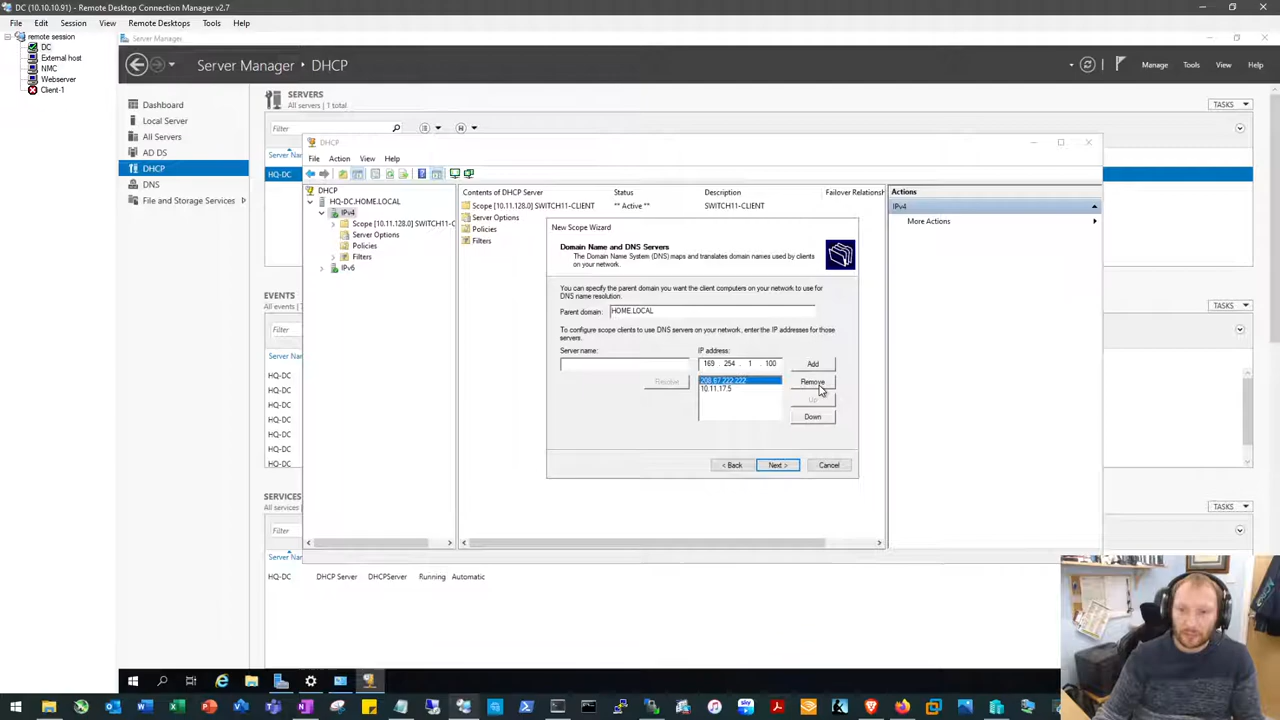 DC (10.10.10.91) - Remote Desktop Connection Manager v2.7
File Edit Session View Remote Desktops Tools Help
remote session
DC
External host
NMC
Webserver
Client-1
Server Manager
Server Manager • DHCP
Manage Tools View Help
Dashboard
Local Server
All Servers
AD DS
DHCP
DNS
File and Storage Services
SERVERS
All servers | 1 total
TASKS
Filter
Server Nam
HQ-DC
EVENTS
All events |
TASKS
Filter
Server Nam
HQ-DC
HQ-DC
HQ-DC
HQ-DC
HQ-DC
HQ-DC
HQ-DC
SERVICES
All services
TASKS
Filter
Server Nam
HQ-DC DHCP Server DHCPServer Running Automatic
DHCP
File Action View Help
DHCP
HQ-DC.HOME.LOCAL
IPv4
Scope [10.11.128.0] SWITCH11-C
Server Options
Policies
Filters
IPv6
Contents of DHCP Server Status Description Failover Relationsh
Scope [10.11.128.0] SWITCH11-CLIENT ** Active ** SWITCH11-CLIENT
Server Options
Policies
Filters
Actions
IPv4
More Actions
New Scope Wizard
Domain Name and DNS Servers
The Domain Name System (DNS) maps and translates domain names used by clients
on your network.
You can specify the parent domain you want the client computers on your network to use for
DNS name resolution.
Parent domain: HOME.LOCAL
To configure scope clients to use DNS servers on your network, enter the IP addresses for those
servers.
Server name: IP address:
169 . 254 . 1 . 100 Add
Resolve 208.67.222.222 Remove
10.11.17.5
Up
Down
< Back Next > Cancel